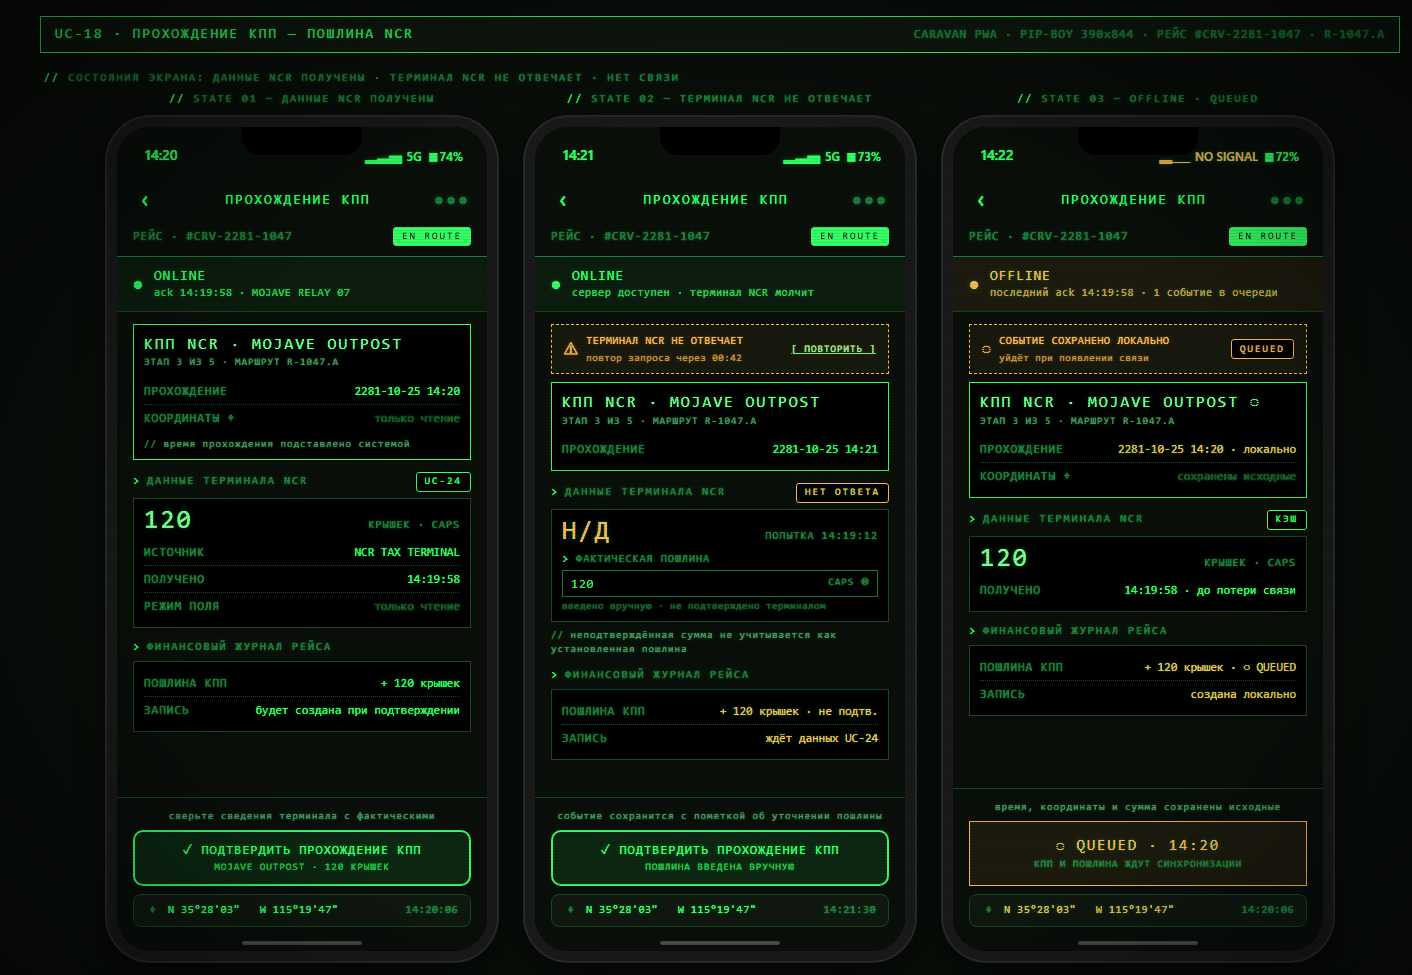 UC-18 · ПРОХОЖДЕНИЕ КПП — ПОШЛИНА NCR
CARAVAN PWA · PIP-BOY 390x844 · РЕЙС #CRV-2281-1047 · R-1047.A
// СОСТОЯНИЯ ЭКРАНА: ДАННЫЕ NCR ПОЛУЧЕНЫ · ТЕРМИНАЛ NCR НЕ ОТВЕЧАЕТ · НЕТ СВЯЗИ
// STATE 01 — ДАННЫЕ NCR ПОЛУЧЕНЫ
14:20
5G 74%
‹ ПРОХОЖДЕНИЕ КПП
РЕЙС · #CRV-2281-1047
EN ROUTE
ONLINE
ack 14:19:58 · MOJAVE RELAY 07
КПП NCR · MOJAVE OUTPOST
ЭТАП 3 ИЗ 5 · МАРШРУТ R-1047.A
ПРОХОЖДЕНИЕ 2281-10-25 14:20
КООРДИНАТЫ ⌖ только чтение
// время прохождения подставлено системой
› ДАННЫЕ ТЕРМИНАЛА NCR
UC-24
120 КРЫШЕК · CAPS
ИСТОЧНИК NCR TAX TERMINAL
ПОЛУЧЕНО 14:19:58
РЕЖИМ ПОЛЯ только чтение
› ФИНАНСОВЫЙ ЖУРНАЛ РЕЙСА
ПОШЛИНА КПП + 120 крышек
ЗАПИСЬ будет создана при подтверждении
сверьте сведения терминала с фактическими
✓ ПОДТВЕРДИТЬ ПРОХОЖДЕНИЕ КПП
MOJAVE OUTPOST · 120 КРЫШЕК
⌖ N 35°28'03" W 115°19'47" 14:20:06
// STATE 02 — ТЕРМИНАЛ NCR НЕ ОТВЕЧАЕТ
14:21
5G 73%
‹ ПРОХОЖДЕНИЕ КПП
РЕЙС · #CRV-2281-1047
EN ROUTE
ONLINE
сервер доступен · терминал NCR молчит
⚠ ТЕРМИНАЛ NCR НЕ ОТВЕЧАЕТ
повтор запроса через 00:42
[ ПОВТОРИТЬ ]
КПП NCR · MOJAVE OUTPOST
ЭТАП 3 ИЗ 5 · МАРШРУТ R-1047.A
ПРОХОЖДЕНИЕ 2281-10-25 14:21
› ДАННЫЕ ТЕРМИНАЛА NCR
НЕТ ОТВЕТА
Н/Д ПОПЫТКА 14:19:12
› ФАКТИЧЕСКАЯ ПОШЛИНА
120 CAPS
введено вручную · не подтверждено терминалом
// неподтверждённая сумма не учитывается как
установленная пошлина
› ФИНАНСОВЫЙ ЖУРНАЛ РЕЙСА
ПОШЛИНА КПП + 120 крышек · не подтв.
ЗАПИСЬ ждёт данных UC-24
событие сохранится с пометкой об уточнении пошлины
✓ ПОДТВЕРДИТЬ ПРОХОЖДЕНИЕ КПП
ПОШЛИНА ВВЕДЕНА ВРУЧНУЮ
⌖ N 35°28'03" W 115°19'47" 14:21:30
// STATE 03 — OFFLINE · QUEUED
14:22
NO SIGNAL 72%
‹ ПРОХОЖДЕНИЕ КПП
РЕЙС · #CRV-2281-1047
EN ROUTE
OFFLINE
последний ack 14:19:58 · 1 событие в очереди
◌ СОБЫТИЕ СОХРАНЕНО ЛОКАЛЬНО
уйдёт при появлении связи
QUEUED
КПП NCR · MOJAVE OUTPOST ◌
ЭТАП 3 ИЗ 5 · МАРШРУТ R-1047.A
ПРОХОЖДЕНИЕ 2281-10-25 14:20 · локально
КООРДИНАТЫ ⌖ сохранены исходные
› ДАННЫЕ ТЕРМИНАЛА NCR
КЭШ
120 КРЫШЕК · CAPS
ПОЛУЧЕНО 14:19:58 · до потери связи
› ФИНАНСОВЫЙ ЖУРНАЛ РЕЙСА
ПОШЛИНА КПП + 120 крышек · ◌ QUEUED
ЗАПИСЬ создана локально
время, координаты и сумма сохранены исходные
◌ QUEUED · 14:20
КПП И ПОШЛИНА ЖДУТ СИНХРОНИЗАЦИИ
⌖ N 35°28'03" W 115°19'47" 14:20:06